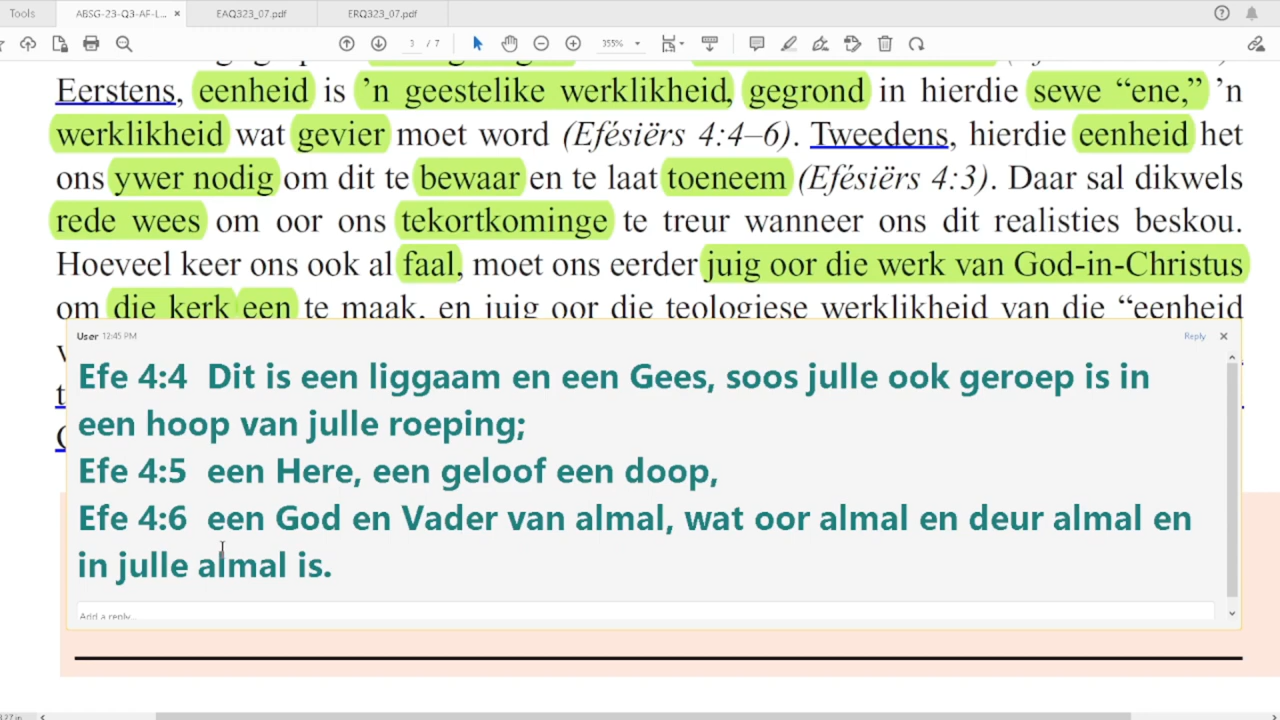 Tools
ABSG-23-Q3-AF-L...
EAQ323_07.pdf
ERQ323_07.pdf
3 / 7
355%
Eerstens, eenheid is ’n geestelike werklikheid, gegrond in hierdie sewe “ene,” ’n
werklikheid wat gevier moet word (Efésiërs 4:4–6). Tweedens, hierdie eenheid het
ons ywer nodig om dit te bewaar en te laat toeneem (Efésiërs 4:3). Daar sal dikwels
rede wees om oor ons tekortkominge te treur wanneer ons dit realisties beskou.
Hoeveel keer ons ook al faal, moet ons eerder juig oor die werk van God-in-Christus
om die kerk een te maak, en juig oor die teologiese werklikheid van die “eenheid
User 12:45 PM
Reply
Efe 4:4 Dit is een liggaam en een Gees, soos julle ook geroep is in
een hoop van julle roeping;
Efe 4:5 een Here, een geloof een doop,
Efe 4:6 een God en Vader van almal, wat oor almal en deur almal en
in julle almal is.
Add a reply...